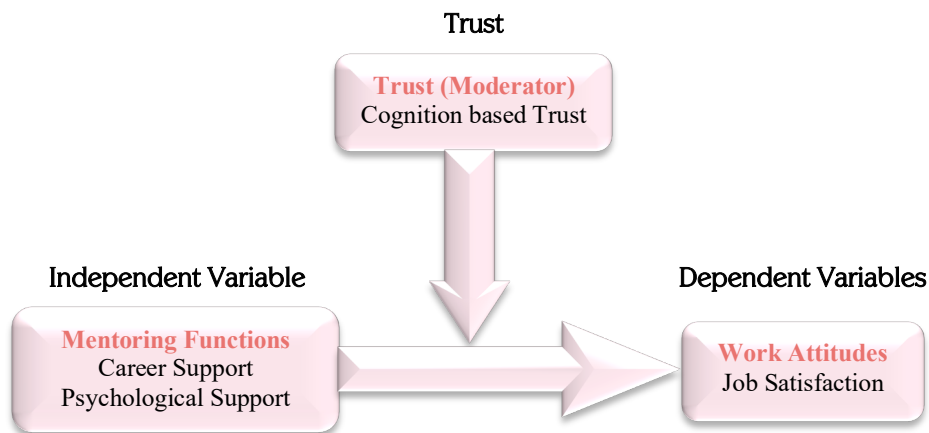 Trust
Trust (Moderator)
Cognition based Trust
Independent Variable
Mentoring Functions
Career Support
Psychological Support
Dependent Variables
Work Attitudes
Job Satisfaction